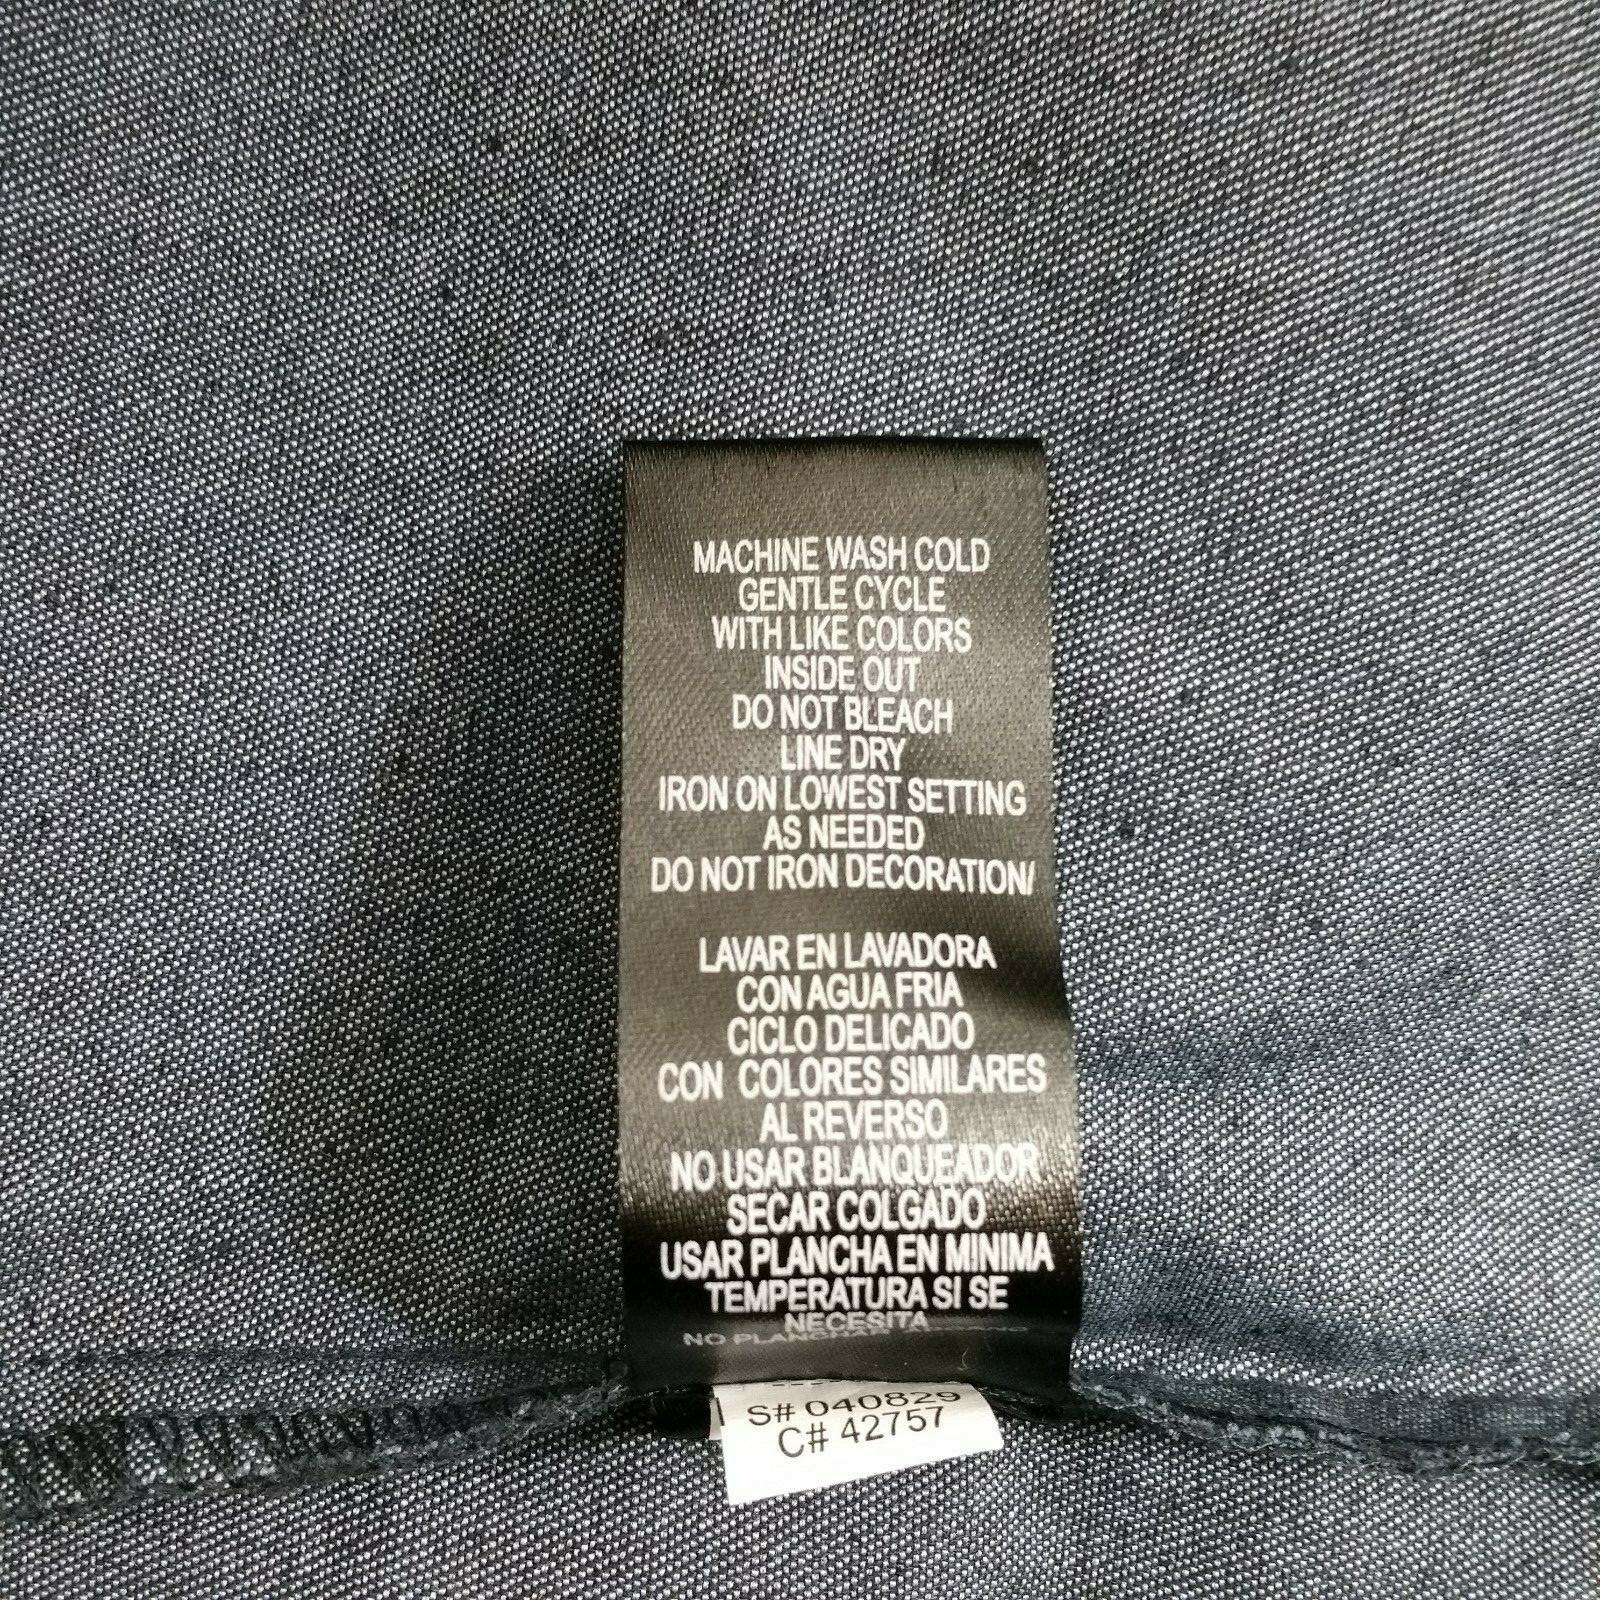 MACHINE WASH COLD
GENTLE CYCLE
WITH LIKE COLORS
INSIDE OUT
DO NOT BLEACH
LINE DRY
IRON ON LOWEST SETTING
AS NEEDED
DO NOT IRON DECORATION/
LAVAR EN LAVADORA
CON AGUA FRIA
CICLO DELICADO
CON COLORES SIMILARES
AL REVERSO
NO USAR BLANQUEADOR
SECAR COLGADO
USAR PLANCHA EN MINIMA
TEMPERATURA SI SE
NECESITA
NO PLANCHAR
S# 040829
C# 42757